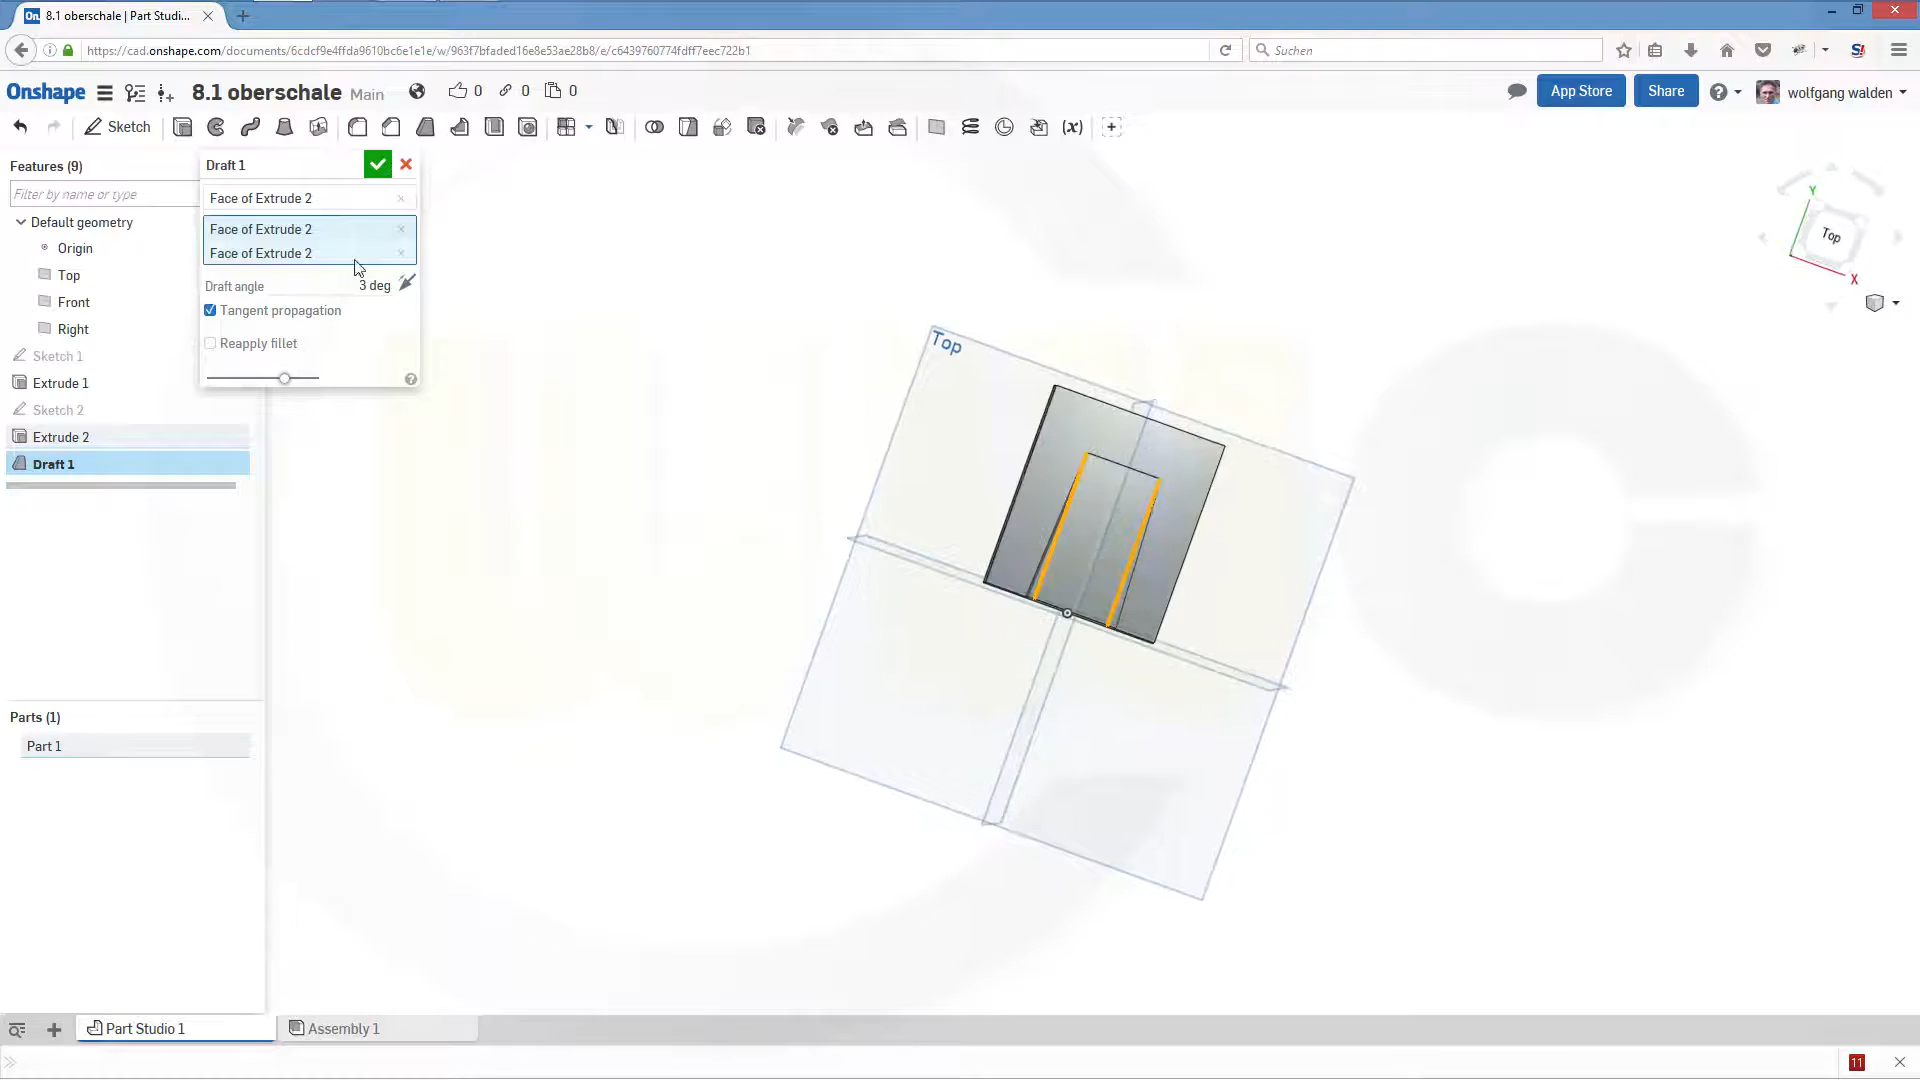 8.1 oberschale | Part Studi...
https://cad.onshape.com/documents/6cdcf9e4ffda9610bc6e1e1e/w/963f7bfaded16e8e53ae28b8/e/c6439760774fdff7eec722b1
Suchen
Onshape
8.1 oberschale Main
0
0
0
App Store
Share
wolfgang walden
Sketch
(x)
Features (9)
Filter by name or type
Default geometry
Origin
Top
Front
Right
Sketch 1
Extrude 1
Sketch 2
Extrude 2
Draft 1
Draft 1
Face of Extrude 2
Face of Extrude 2
Face of Extrude 2
Draft angle 3 deg
Tangent propagation
Reapply fillet
Top
Y
Top
X
Parts (1)
Part 1
Part Studio 1
Assembly 1
11